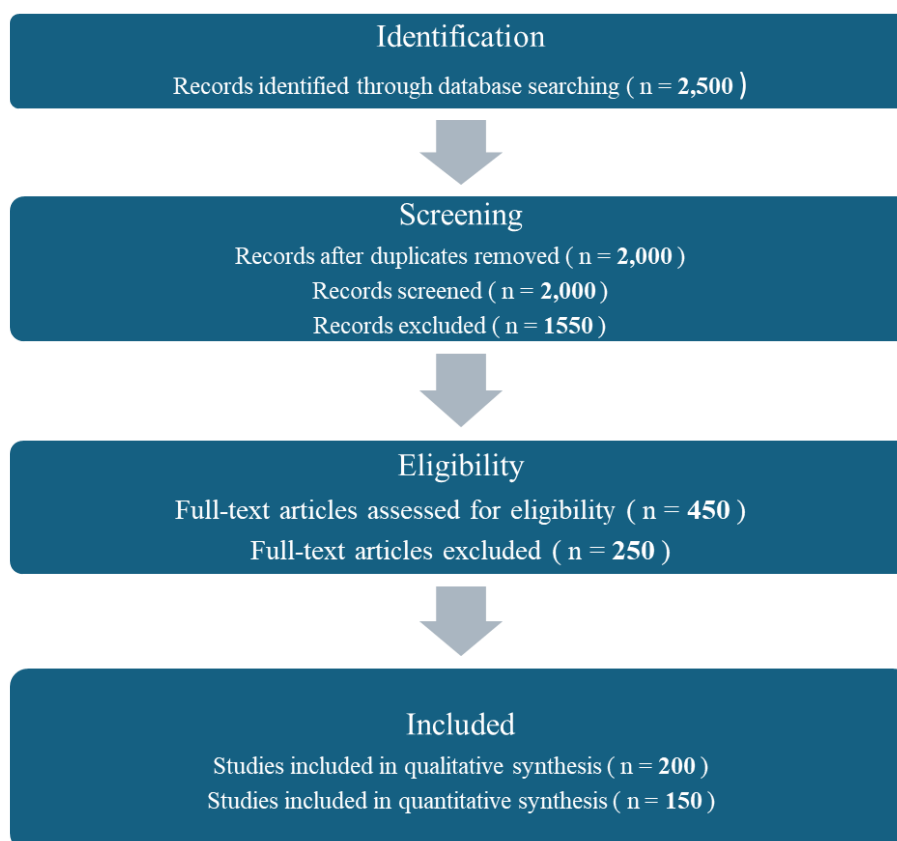 Identification
Records identified through database searching ( n = 2,500 )
Screening
Records after duplicates removed ( n = 2,000 )
Records screened ( n = 2,000 )
Records excluded ( n = 1550 )
Eligibility
Full-text articles assessed for eligibility ( n = 450 )
Full-text articles excluded ( n = 250 )
Included
Studies included in qualitative synthesis ( n = 200 )
Studies included in quantitative synthesis ( n = 150 )